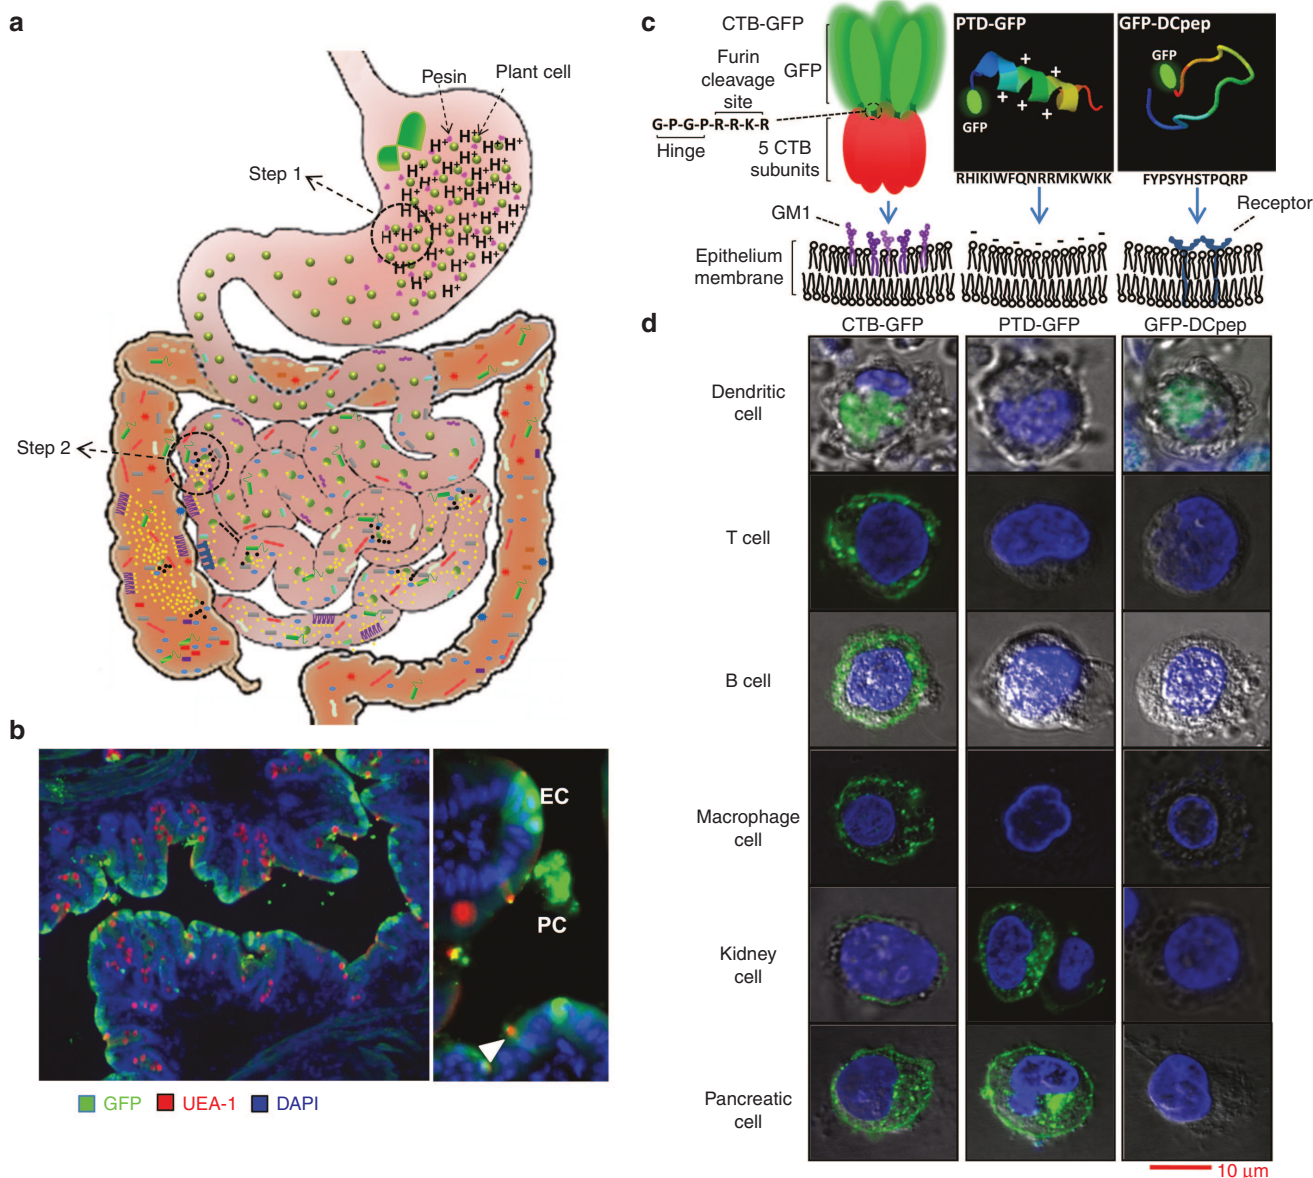 a
Pesin
Plant cell
H+ H+ H+ H+ H+ H+ H+ H+ H+ H+ H+ H+ H+ H+ H+ H+ H+ H+ H+ H+ H+ H+ H+ H+ H+ H+ H+ H+
Step 1
Step 2
b
EC
PC
GFP UEA-1 DAPI
c
CTB-GFP
Furin
cleavage
site
GFP
G-P-G-P-R-R-K-R
Hinge
5 CTB
subunits
PTD-GFP
+ + + + + +
GFP
RHIKIWFQNRRMKWKK
GFP-DCpep
GFP
FYPSYHSTPQRP
GM1
Receptor
Epithelium
membrane
- - - - - - - -
d
CTB-GFP PTD-GFP GFP-DCpep
Dendritic
cell
T cell
B cell
Macrophage
cell
Kidney
cell
Pancreatic
cell
10 µm